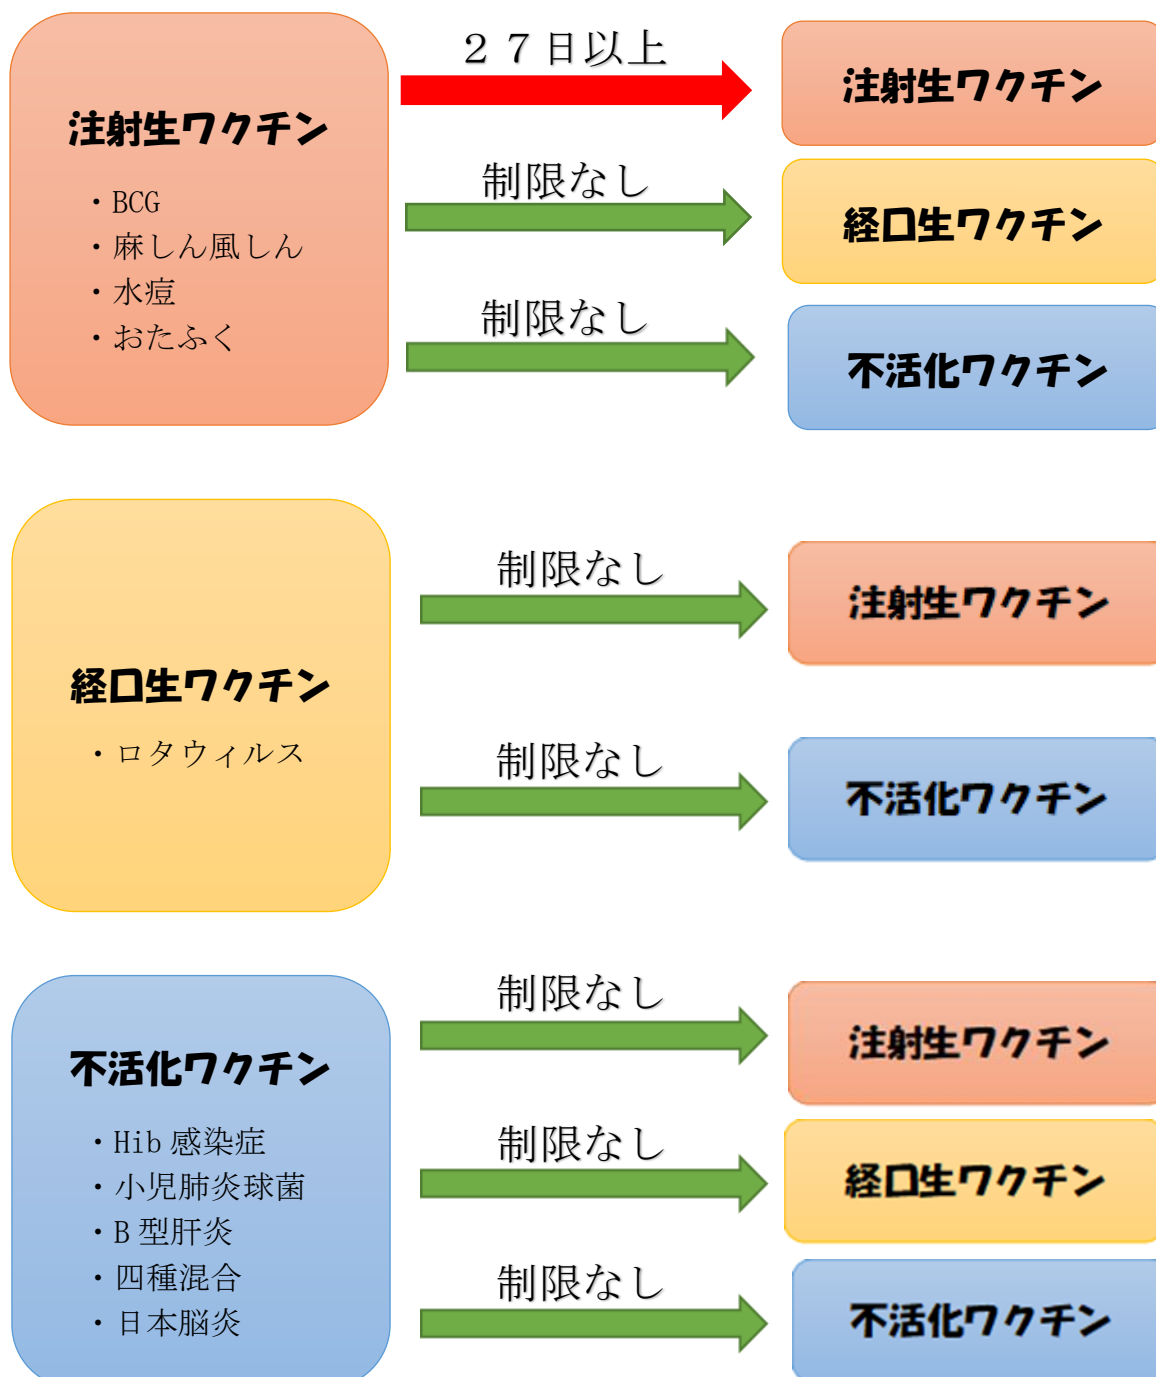 注射生ワクチン
・BCG
・麻しん風しん
・水痘
・おたふく
２７日以上
注射生ワクチン
制限なし
経口生ワクチン
制限なし
不活化ワクチン
経口生ワクチン
・ロタウィルス
制限なし
注射生ワクチン
制限なし
不活化ワクチン
不活化ワクチン
・Hib 感染症
・小児肺炎球菌
・B 型肝炎
・四種混合
・日本脳炎
制限なし
注射生ワクチン
制限なし
経口生ワクチン
制限なし
不活化ワクチン